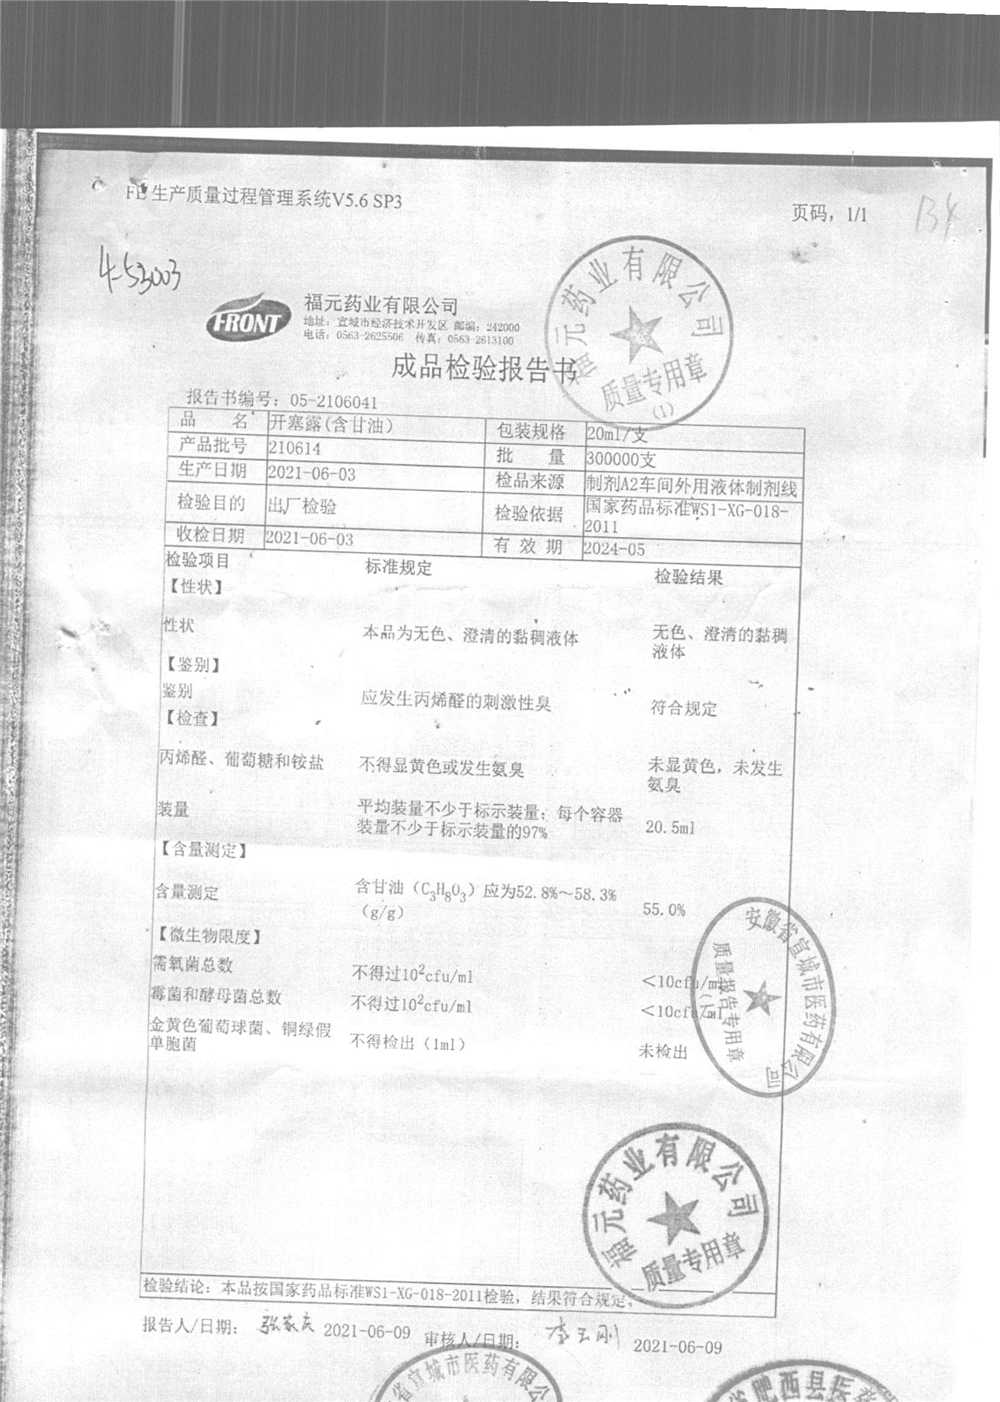 FE 生产质量过程管理系统V5.6 SP3
页码, 1/1
B4
4-53003
FRONT
福元药业有限公司
地址：宣城市经济技术开发区 邮编：242000
电话：0563-2625506 传真：0563-2613100
福元药业有限公司
质量专用章
(1)
成品检验报告书
报告书编号：05-2106041
品 名 开塞露(含甘油) 包装规格 20ml/支
产品批号 210614 批 量 300000支
生产日期 2021-06-03 检品来源 制剂A2车间外用液体制剂线
检验目的 出厂检验 检验依据 国家药品标准WS1-XG-018-
2011
收检日期 2021-06-03 有 效 期 2024-05
检验项目 标准规定 检验结果
【性状】
性状 本品为无色、澄清的黏稠液体 无色、澄清的黏稠
液体
【鉴别】
鉴别 应发生丙烯醛的刺激性臭 符合规定
【检查】
丙烯醛、葡萄糖和铵盐 不得显黄色或发生氨臭 未显黄色，未发生
氨臭
装量 平均装量不少于标示装量；每个容器
装量不少于标示装量的97% 20.5ml
【含量测定】
含量测定 含甘油（C3H8O3）应为52.8%～58.3%
（g/g） 55.0%
【微生物限度】
需氧菌总数 不得过10²cfu/ml <10cfu/ml
霉菌和酵母菌总数 不得过10²cfu/ml <10cfu/ml
金黄色葡萄球菌、铜绿假
单胞菌 不得检出（1ml） 未检出
安徽省宣城市医药有限公司
质量报告专用章
(1)
福元药业有限公司
质量专用章
检验结论：本品按国家药品标准WS1-XG-018-2011检验，结果符合规定。
报告人/日期： 2021-06-09 审核人/日期： 2021-06-09
省宣城市医药有限公
省肥西县医药